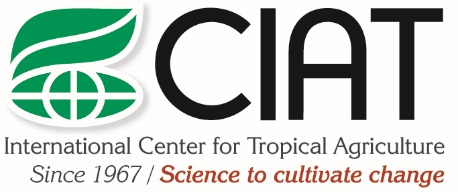 CIAT
International Center for Tropical Agriculture
Since 1967 / Science to cultivate change